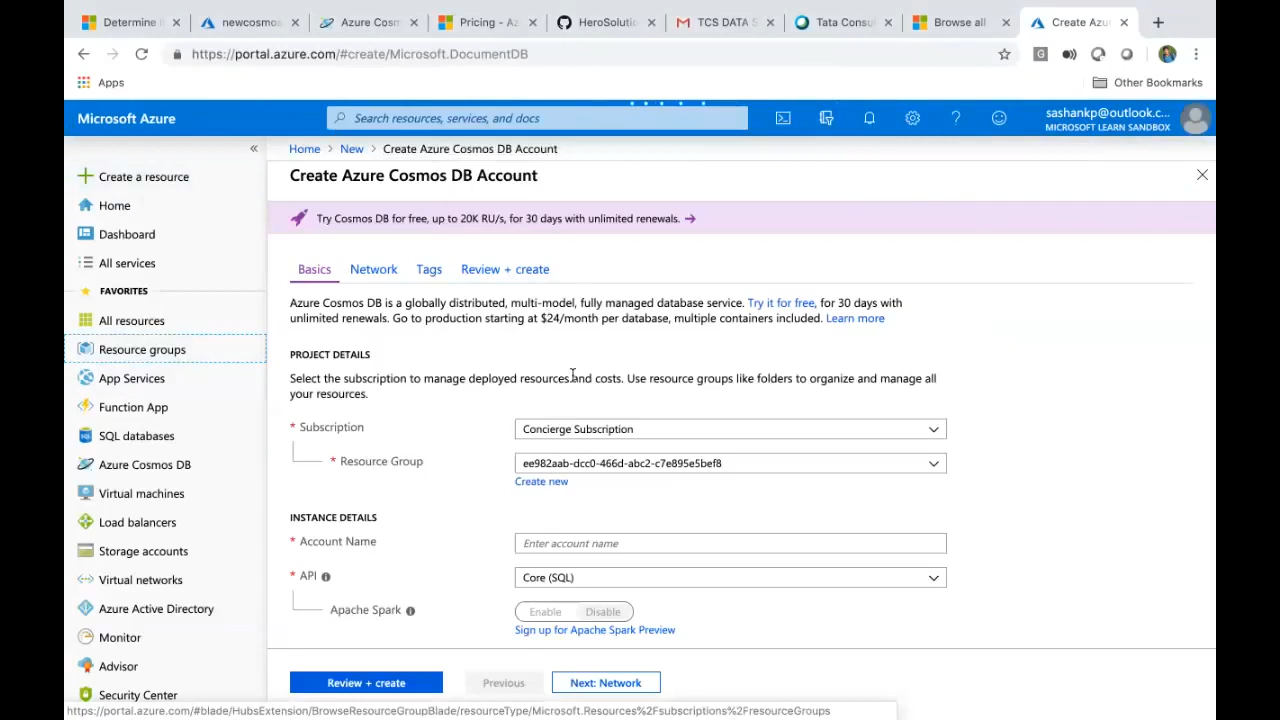 Determine i
newcosmos
Azure Cosm
Pricing - Az
HeroSolutio
TCS DATA S
Tata Consul
Browse all
Create Azur
https://portal.azure.com/#create/Microsoft.DocumentDB
Apps
Other Bookmarks
Microsoft Azure
Search resources, services, and docs
sashankp@outlook.c...
MICROSOFT LEARN SANDBOX
Home > New > Create Azure Cosmos DB Account
Create a resource
Home
Dashboard
All services
FAVORITES
All resources
Resource groups
App Services
Function App
SQL databases
Azure Cosmos DB
Virtual machines
Load balancers
Storage accounts
Virtual networks
Azure Active Directory
Monitor
Advisor
Security Center
Create Azure Cosmos DB Account
Try Cosmos DB for free, up to 20K RU/s, for 30 days with unlimited renewals. →
Basics Network Tags Review + create
Azure Cosmos DB is a globally distributed, multi-model, fully managed database service. Try it for free, for 30 days with
unlimited renewals. Go to production starting at $24/month per database, multiple containers included. Learn more
PROJECT DETAILS
Select the subscription to manage deployed resources and costs. Use resource groups like folders to organize and manage all
your resources.
* Subscription
Concierge Subscription
* Resource Group
ee982aab-dcc0-466d-abc2-c7e895e5bef8
Create new
INSTANCE DETAILS
* Account Name
Enter account name
* API
Core (SQL)
Apache Spark
Enable Disable
Sign up for Apache Spark Preview
Review + create
Previous
Next: Network
https://portal.azure.com/#blade/HubsExtension/BrowseResourceGroupBlade/resourceType/Microsoft.Resources%2Fsubscriptions%2FresourceGroups